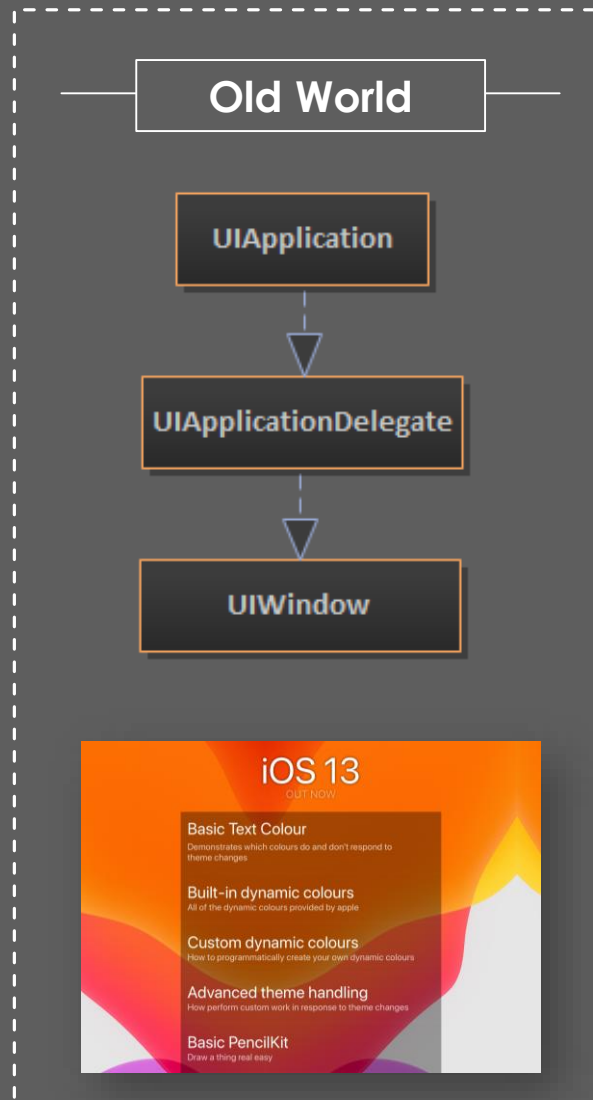 Old World
UIApplication
UIApplicationDelegate
UIWindow
iOS 13
OUT NOW
Basic Text Colour
Demonstrates which colours do and don't respond to
theme changes
Built-in dynamic colours
All of the dynamic colours provided by apple
Custom dynamic colours
How to programmatically create your own dynamic colours
Advanced theme handling
How perform custom work in response to theme changes
Basic PencilKit
Draw a thing real easy